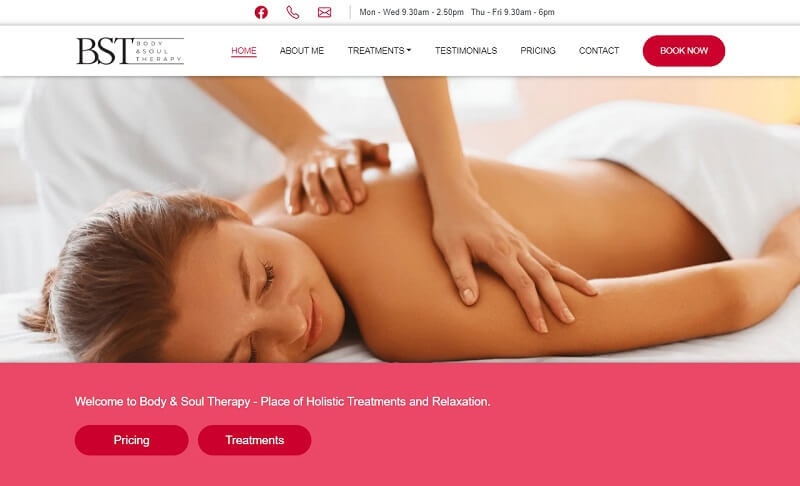 Mon - Wed 9.30am - 2.50pm Thu - Fri 9.30am - 6pm
BST BODY
&SOUL
THERAPY
HOME ABOUT ME TREATMENTS TESTIMONIALS PRICING CONTACT BOOK NOW
Welcome to Body & Soul Therapy - Place of Holistic Treatments and Relaxation.
Pricing Treatments